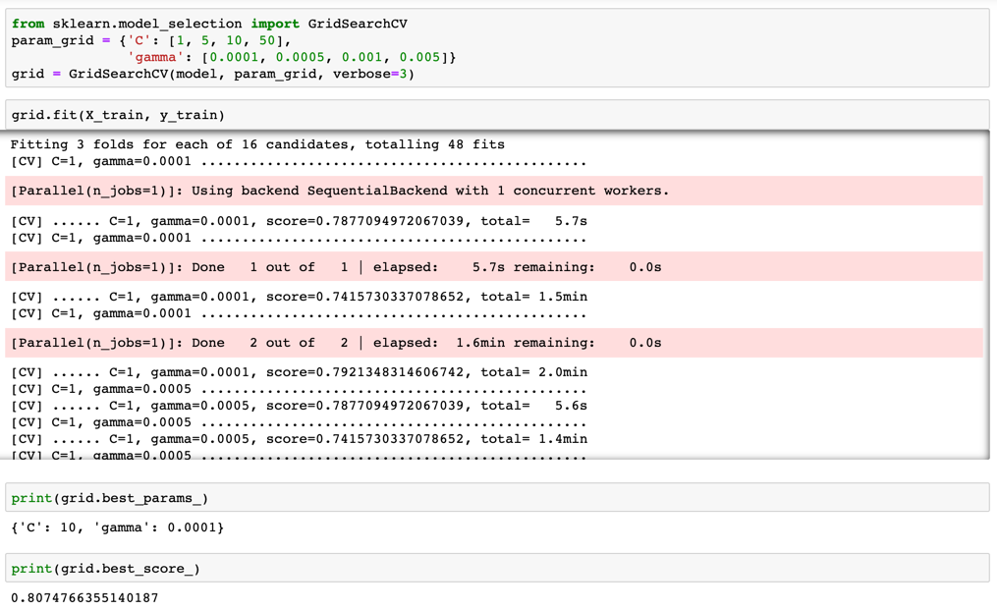 from sklearn.model_selection import GridSearchCV
param_grid = {'C': [1, 5, 10, 50],
              'gamma': [0.0001, 0.0005, 0.001, 0.005]}
grid = GridSearchCV(model, param_grid, verbose=3)
grid.fit(X_train, y_train)
Fitting 3 folds for each of 16 candidates, totalling 48 fits
[CV] C=1, gamma=0.0001 ...............................................
[Parallel(n_jobs=1)]: Using backend SequentialBackend with 1 concurrent workers.
[CV] ...... C=1, gamma=0.0001, score=0.7877094972067039, total=   5.7s
[CV] C=1, gamma=0.0001 ...............................................
[Parallel(n_jobs=1)]: Done   1 out of   1 | elapsed:    5.7s remaining:    0.0s
[CV] ...... C=1, gamma=0.0001, score=0.7415730337078652, total= 1.5min
[CV] C=1, gamma=0.0001 ...............................................
[Parallel(n_jobs=1)]: Done   2 out of   2 | elapsed:  1.6min remaining:    0.0s
[CV] ...... C=1, gamma=0.0001, score=0.7921348314606742, total= 2.0min
[CV] C=1, gamma=0.0005 ...............................................
[CV] ...... C=1, gamma=0.0005, score=0.7877094972067039, total=   5.6s
[CV] C=1, gamma=0.0005 ...............................................
[CV] ...... C=1, gamma=0.0005, score=0.7415730337078652, total= 1.4min
[CV] C=1, gamma=0.0005 ...............................................
print(grid.best_params_)
{'C': 10, 'gamma': 0.0001}
print(grid.best_score_)
0.8074766355140187